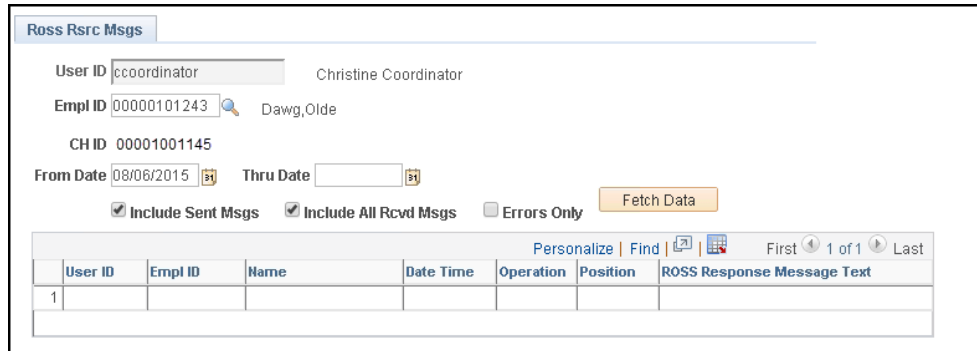 Ross Rsrc Msgs
User ID ccoordinator Christine Coordinator
Empl ID 00000101243 Dawg,Olde
CH ID 00001001145
From Date 08/06/2015 31 Thru Date 31
Include Sent Msgs Include All Rcvd Msgs Errors Only Fetch Data
Personalize | Find | | First 1 of 1 Last
User ID Empl ID Name Date Time Operation Position ROSS Response Message Text
1